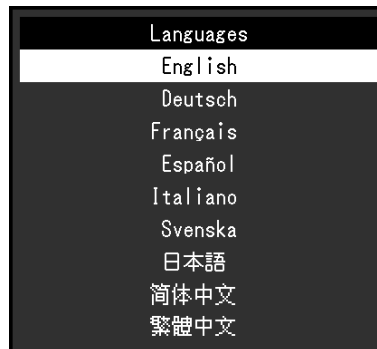 Languages
English
Deutsch
Français
Español
Italiano
Svenska
日本語
简体中文
繁體中文